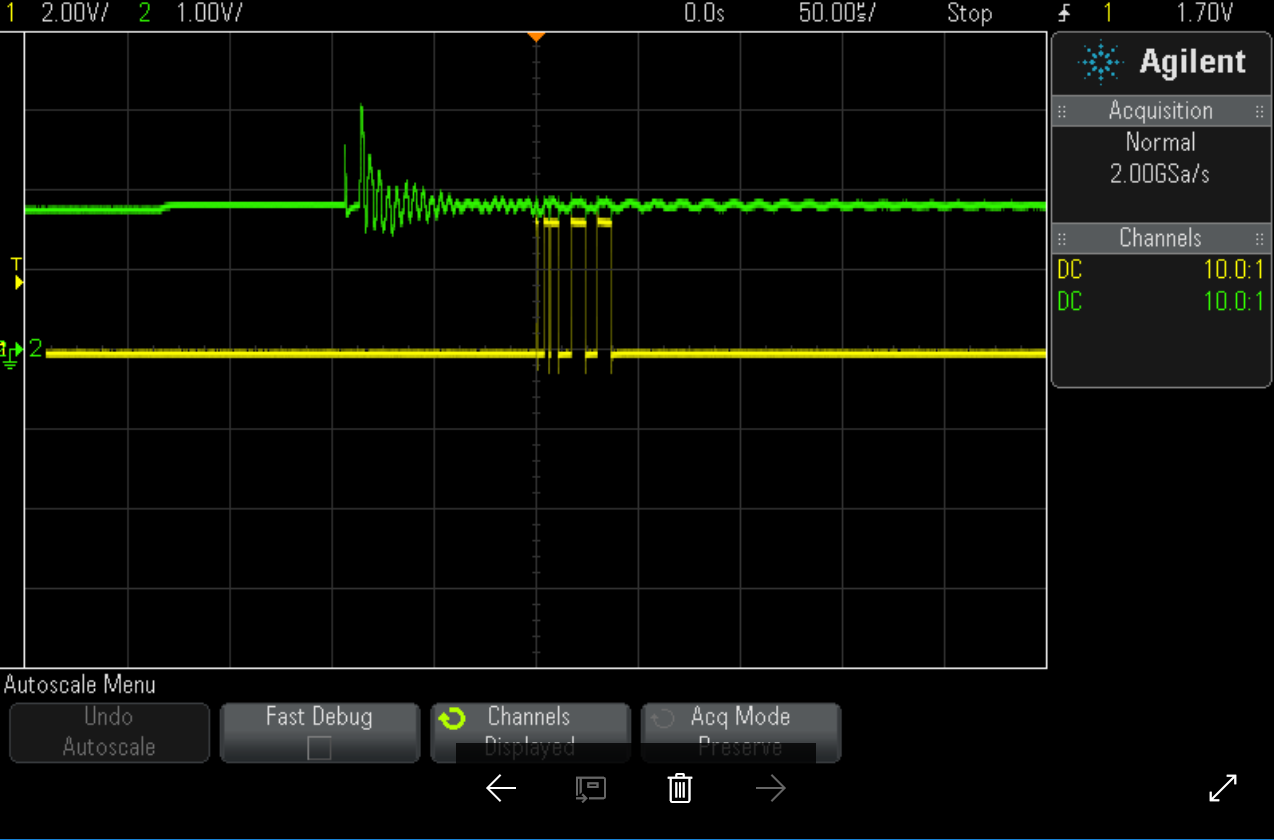 1 2.00V/ 2 1.00V/ 0.0s 50.00µs/ Stop 1 1.70V
Agilent
Acquisition
Normal
2.00GSa/s
Channels
DC 10.0:1
DC 10.0:1
T
2
Autoscale Menu
Undo
Autoscale
Fast Debug
Channels
Displayed
Acq Mode
Preserve